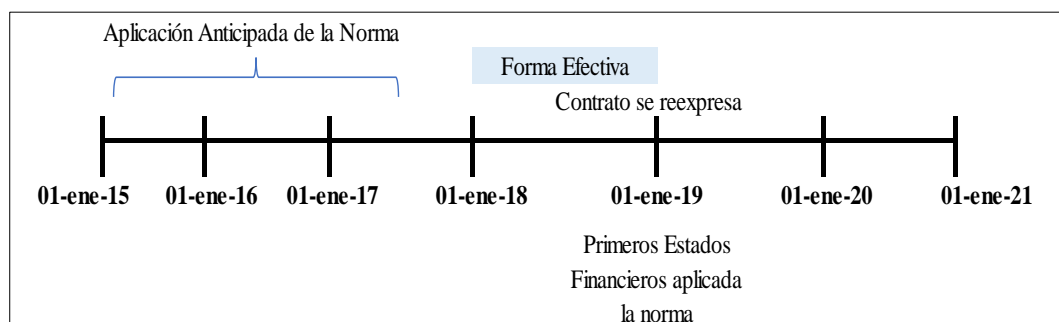 Aplicación Anticipada de la Norma
Forma Efectiva
Contrato se reexpresa
01-ene-15 01-ene-16 01-ene-17 01-ene-18 01-ene-19 01-ene-20 01-ene-21
Primeros Estados
Financieros aplicada
la norma